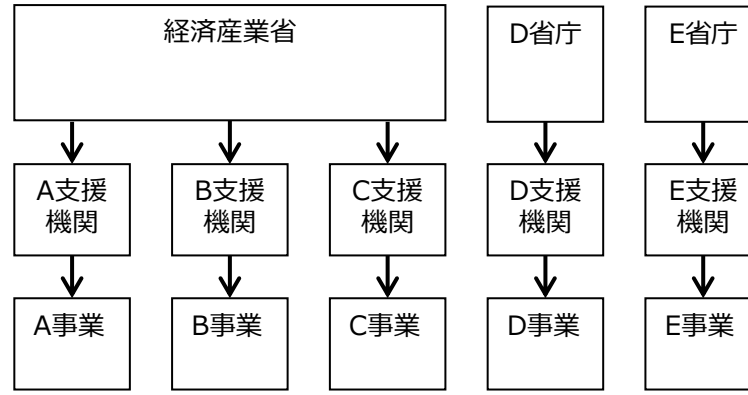 経済産業省
D省庁
E省庁
A支援
機関
B支援
機関
C支援
機関
D支援
機関
E支援
機関
A事業
B事業
C事業
D事業
E事業